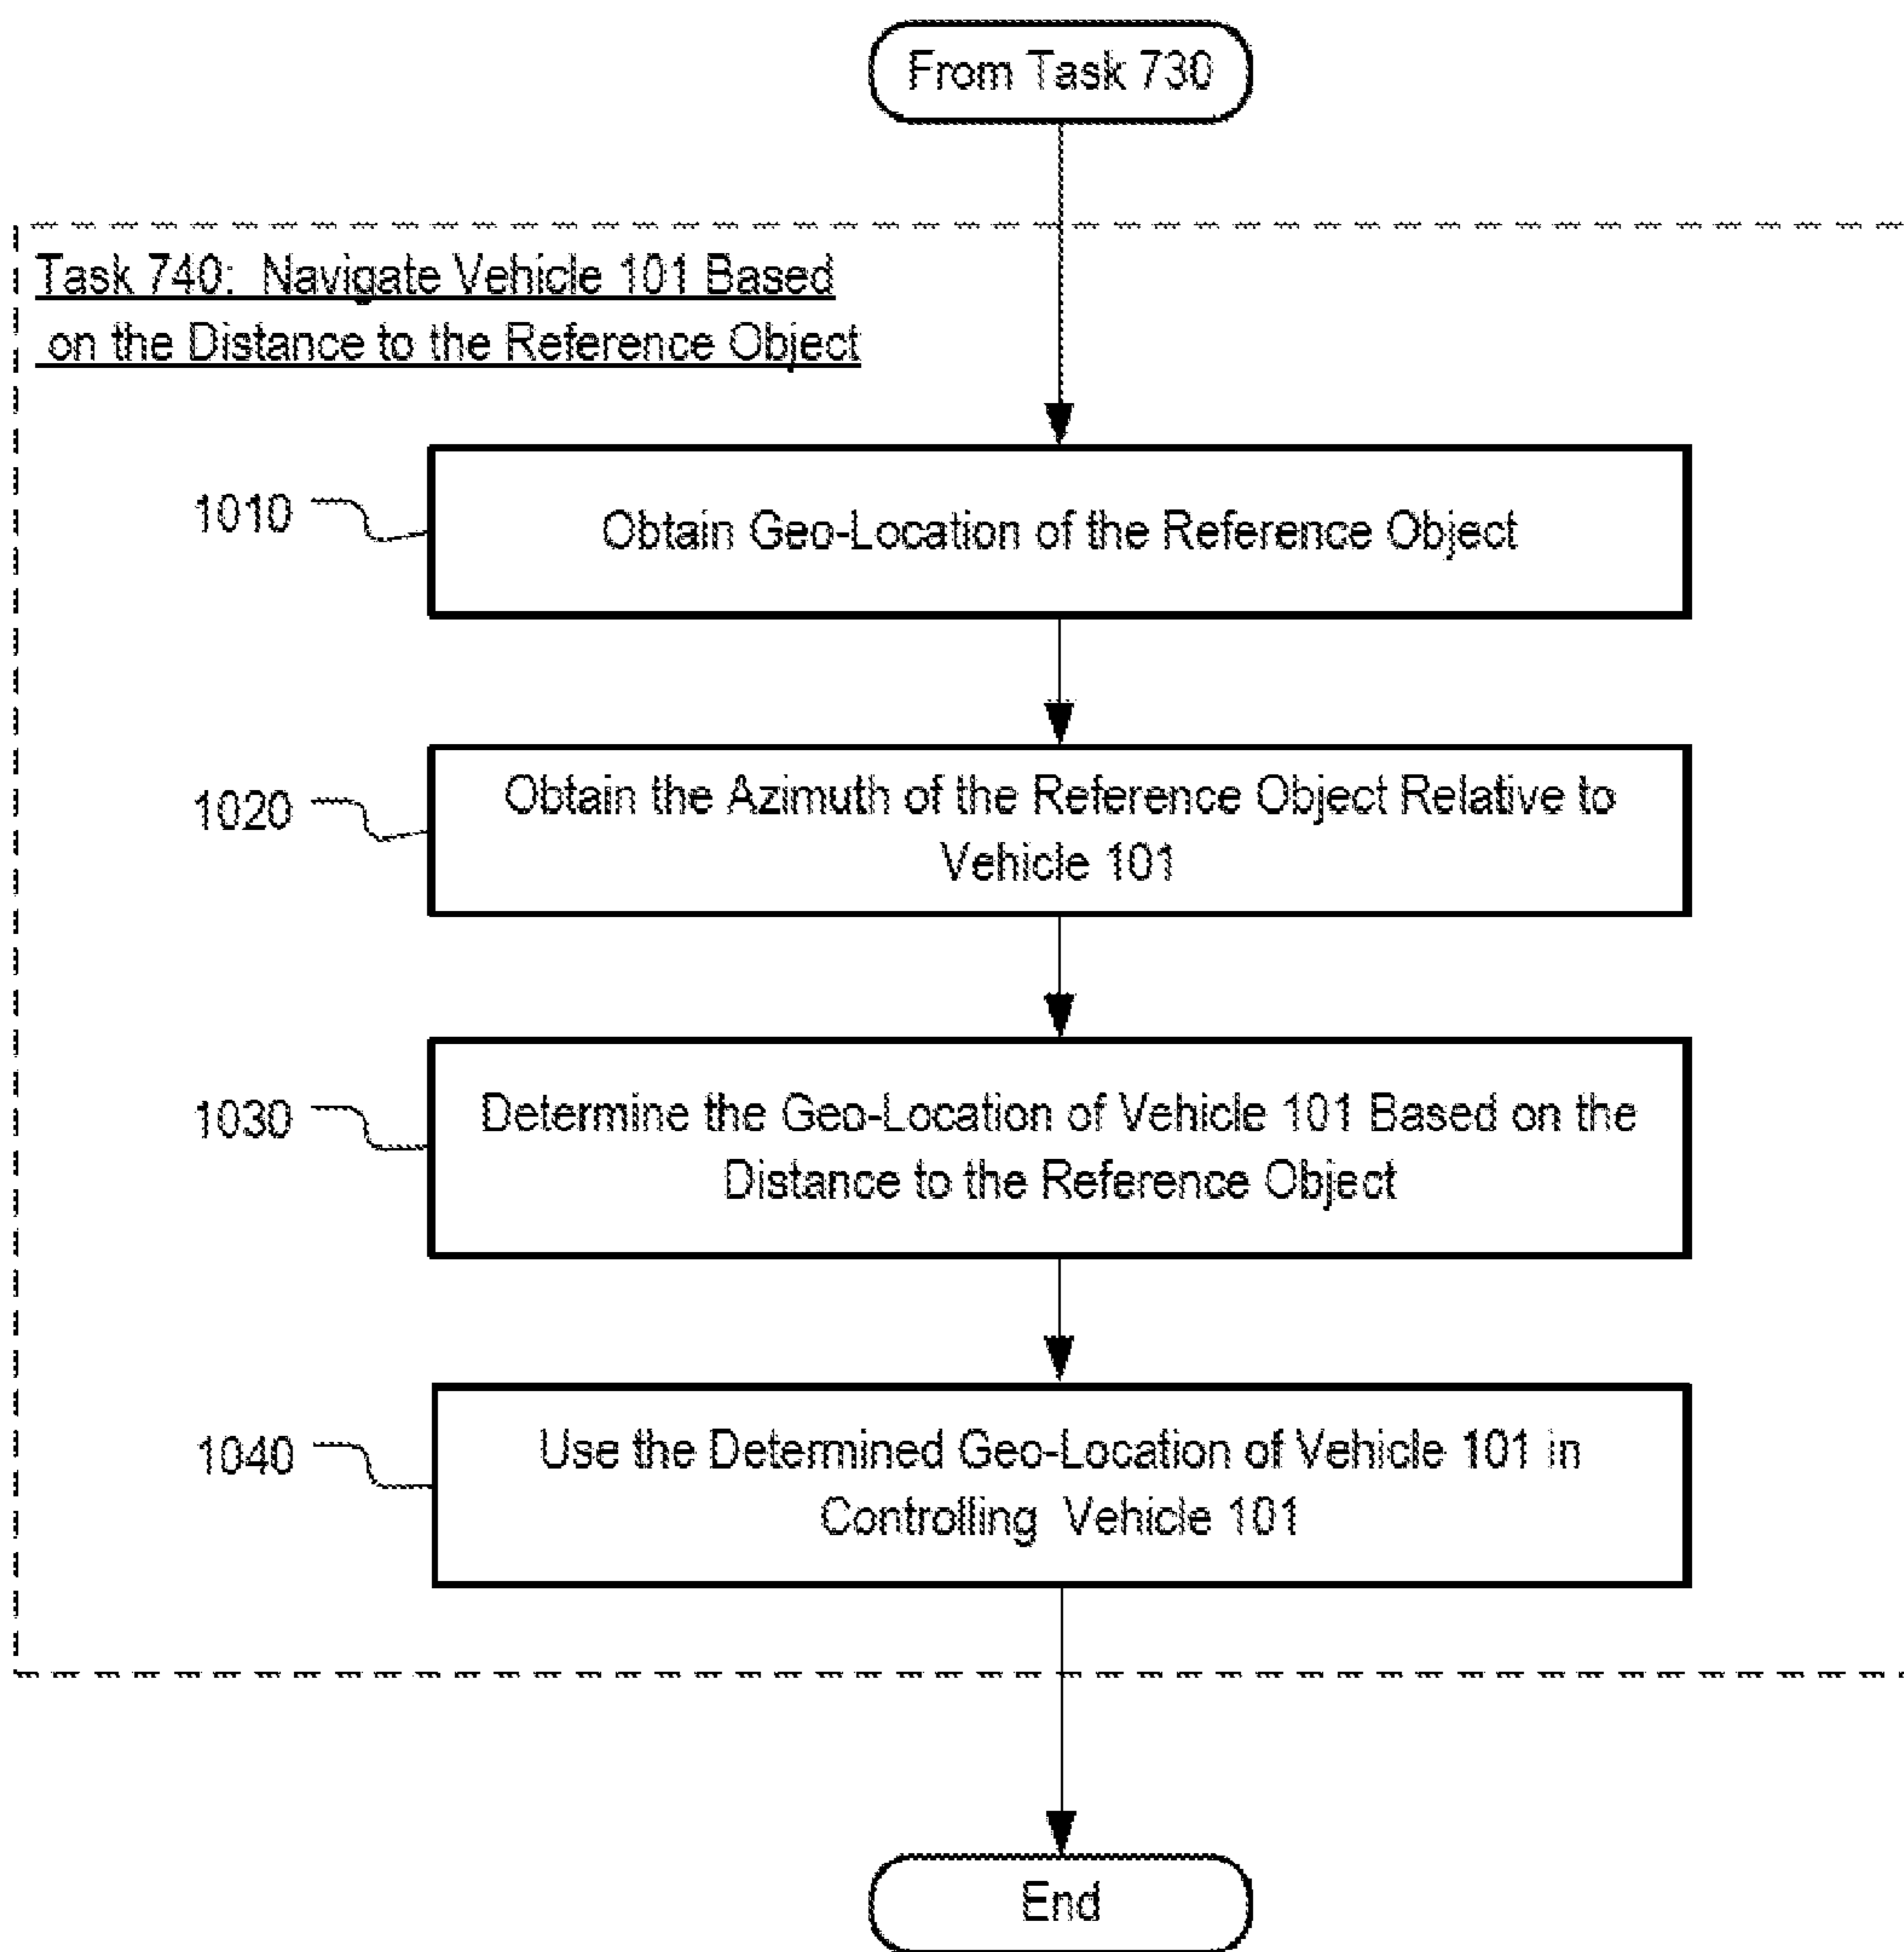 From Task 730
Task 740: Navigate Vehicle 101 Based
on the Distance to the Reference Object
1010
Obtain Geo-Location of the Reference Object
1020
Obtain the Azimuth of the Reference Object Relative to
Vehicle 101
1030
Determine the Geo-Location of Vehicle 101 Based on the
Distance to the Reference Object
1040
Use the Determined Geo-Location of Vehicle 101 in
Controlling Vehicle 101
End